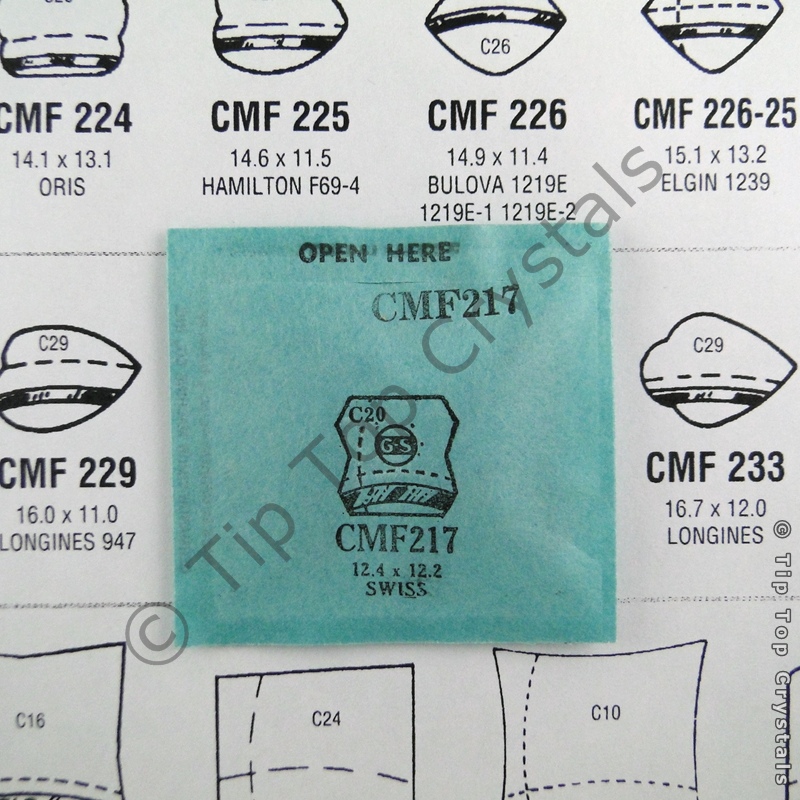 CMF 224
14.1 x 13.1
ORIS
CMF 225
14.6 x 11.5
HAMILTON F69-4
C26
CMF 226
14.9 x 11.4
BULOVA 1219E
1219E-1 1219E-2
CMF 226-25
15.1 x 13.2
ELGIN 1239
OPEN HERE
CMF217
C20
G-S
CMF217
12.4 x 12.2
SWISS
C29
CMF 229
16.0 x 11.0
LONGINES 947
C29
CMF 233
16.7 x 12.0
LONGINES
C16
C24
C10
© Tip Top Crystals
© Tip Top Crystals